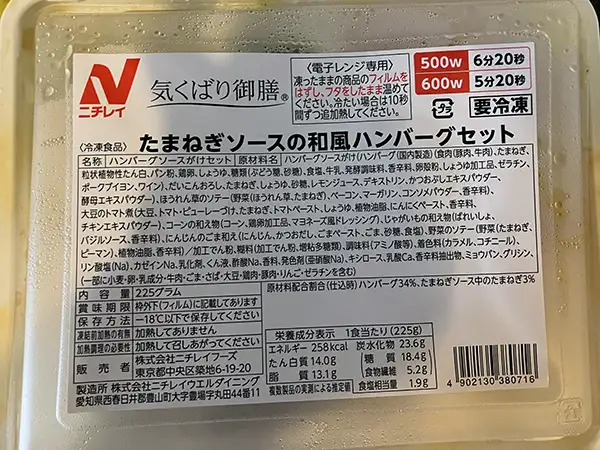 ニチレイ
気くばり御膳®
〈電子レンジ専用〉
凍ったままの商品のフィルムを
はずし、フタをしたまま温めて
ください。冷たい場合は10秒
間ずつ追加熱してください。
500w 6分20秒
600w 5分20秒
要冷凍
〈冷凍食品〉 たまねぎソースの和風ハンバーグセット
名称 ハンバーグソースがけセット 原材料名 ハンバーグソースがけ(ハンバーグ(国内製造)(食肉(豚肉、牛肉)、たまねぎ、
粒状植物性たん白、パン粉、鶏卵、しょうゆ、糖類(ぶどう糖、砂糖)、食塩、牛乳、発酵調味料、香辛料、卵殻粉、しょうゆ加工品、ゼラチン、
ポークブイヨン、ワイン)、だいこんおろし、たまねぎ、しょうゆ、砂糖、レモンジュース、デキストリン、かつおぶしエキスパウダー、
酵母エキスパウダー)、ほうれん草のソテー(野菜(ほうれん草、たまねぎ)、ベーコン、マーガリン、コンソメパウダー、香辛料)、
大豆のトマト煮(大豆、トマト・ピューレーづけ、たまねぎ、トマトペースト、しょうゆ、植物油脂、にんにくペースト、香辛料、
チキンエキスパウダー)、コーンの和え物(コーン、鶏卵加工品、マヨネーズ風ドレッシング)、じゃがいもの和え物(ばれいしょ、
バジルソース、香辛料)、にんじんのごま和え(にんじん、かつおだし、ごまペースト、ごま、砂糖、食塩)、野菜のソテー(たまねぎ、
ピーマン)、植物油脂、香辛料)／加工でん粉、糊料(加工でん粉、増粘多糖類)、調味料(アミノ酸等)、着色料(カラメル、コチニール)、
リン酸塩(Na)、カゼインNa、乳化剤、くん液、酢酸Na、香料、発色剤(亜硝酸Na)、キシロース、乳酸Ca、香辛料抽出物、ミョウバン、グリシン、
(一部に小麦・卵・乳成分・牛肉・ごま・さば・大豆・鶏肉・豚肉・りんご・ゼラチンを含む)
内容量 225グラム
賞味期限 枠外下(フィルム)に記載してあります
保存方法 －18℃以下で保存してください
凍結前加熱の有無 加熱してありません
加熱調理の必要性 加熱して召しあがってください
販売者 株式会社ニチレイフーズ
東京都中央区築地6-19-20
製造所 株式会社ニチレイウエルダイニング
愛知県西春日井郡豊山町大字豊場字丸田44番11
原材料配合割合(仕込時)ハンバーグ34%、たまねぎソース中のたまねぎ3%
栄養成分表示 1食当たり(225g)
エネルギー 258kcal 炭水化物 23.6g
たん白質 14.0g 糖質 18.4g
脂質 13.1g 食物繊維 5.2g
複数製品の実測による推定値 食塩相当量 1.9g
4 902130 380716